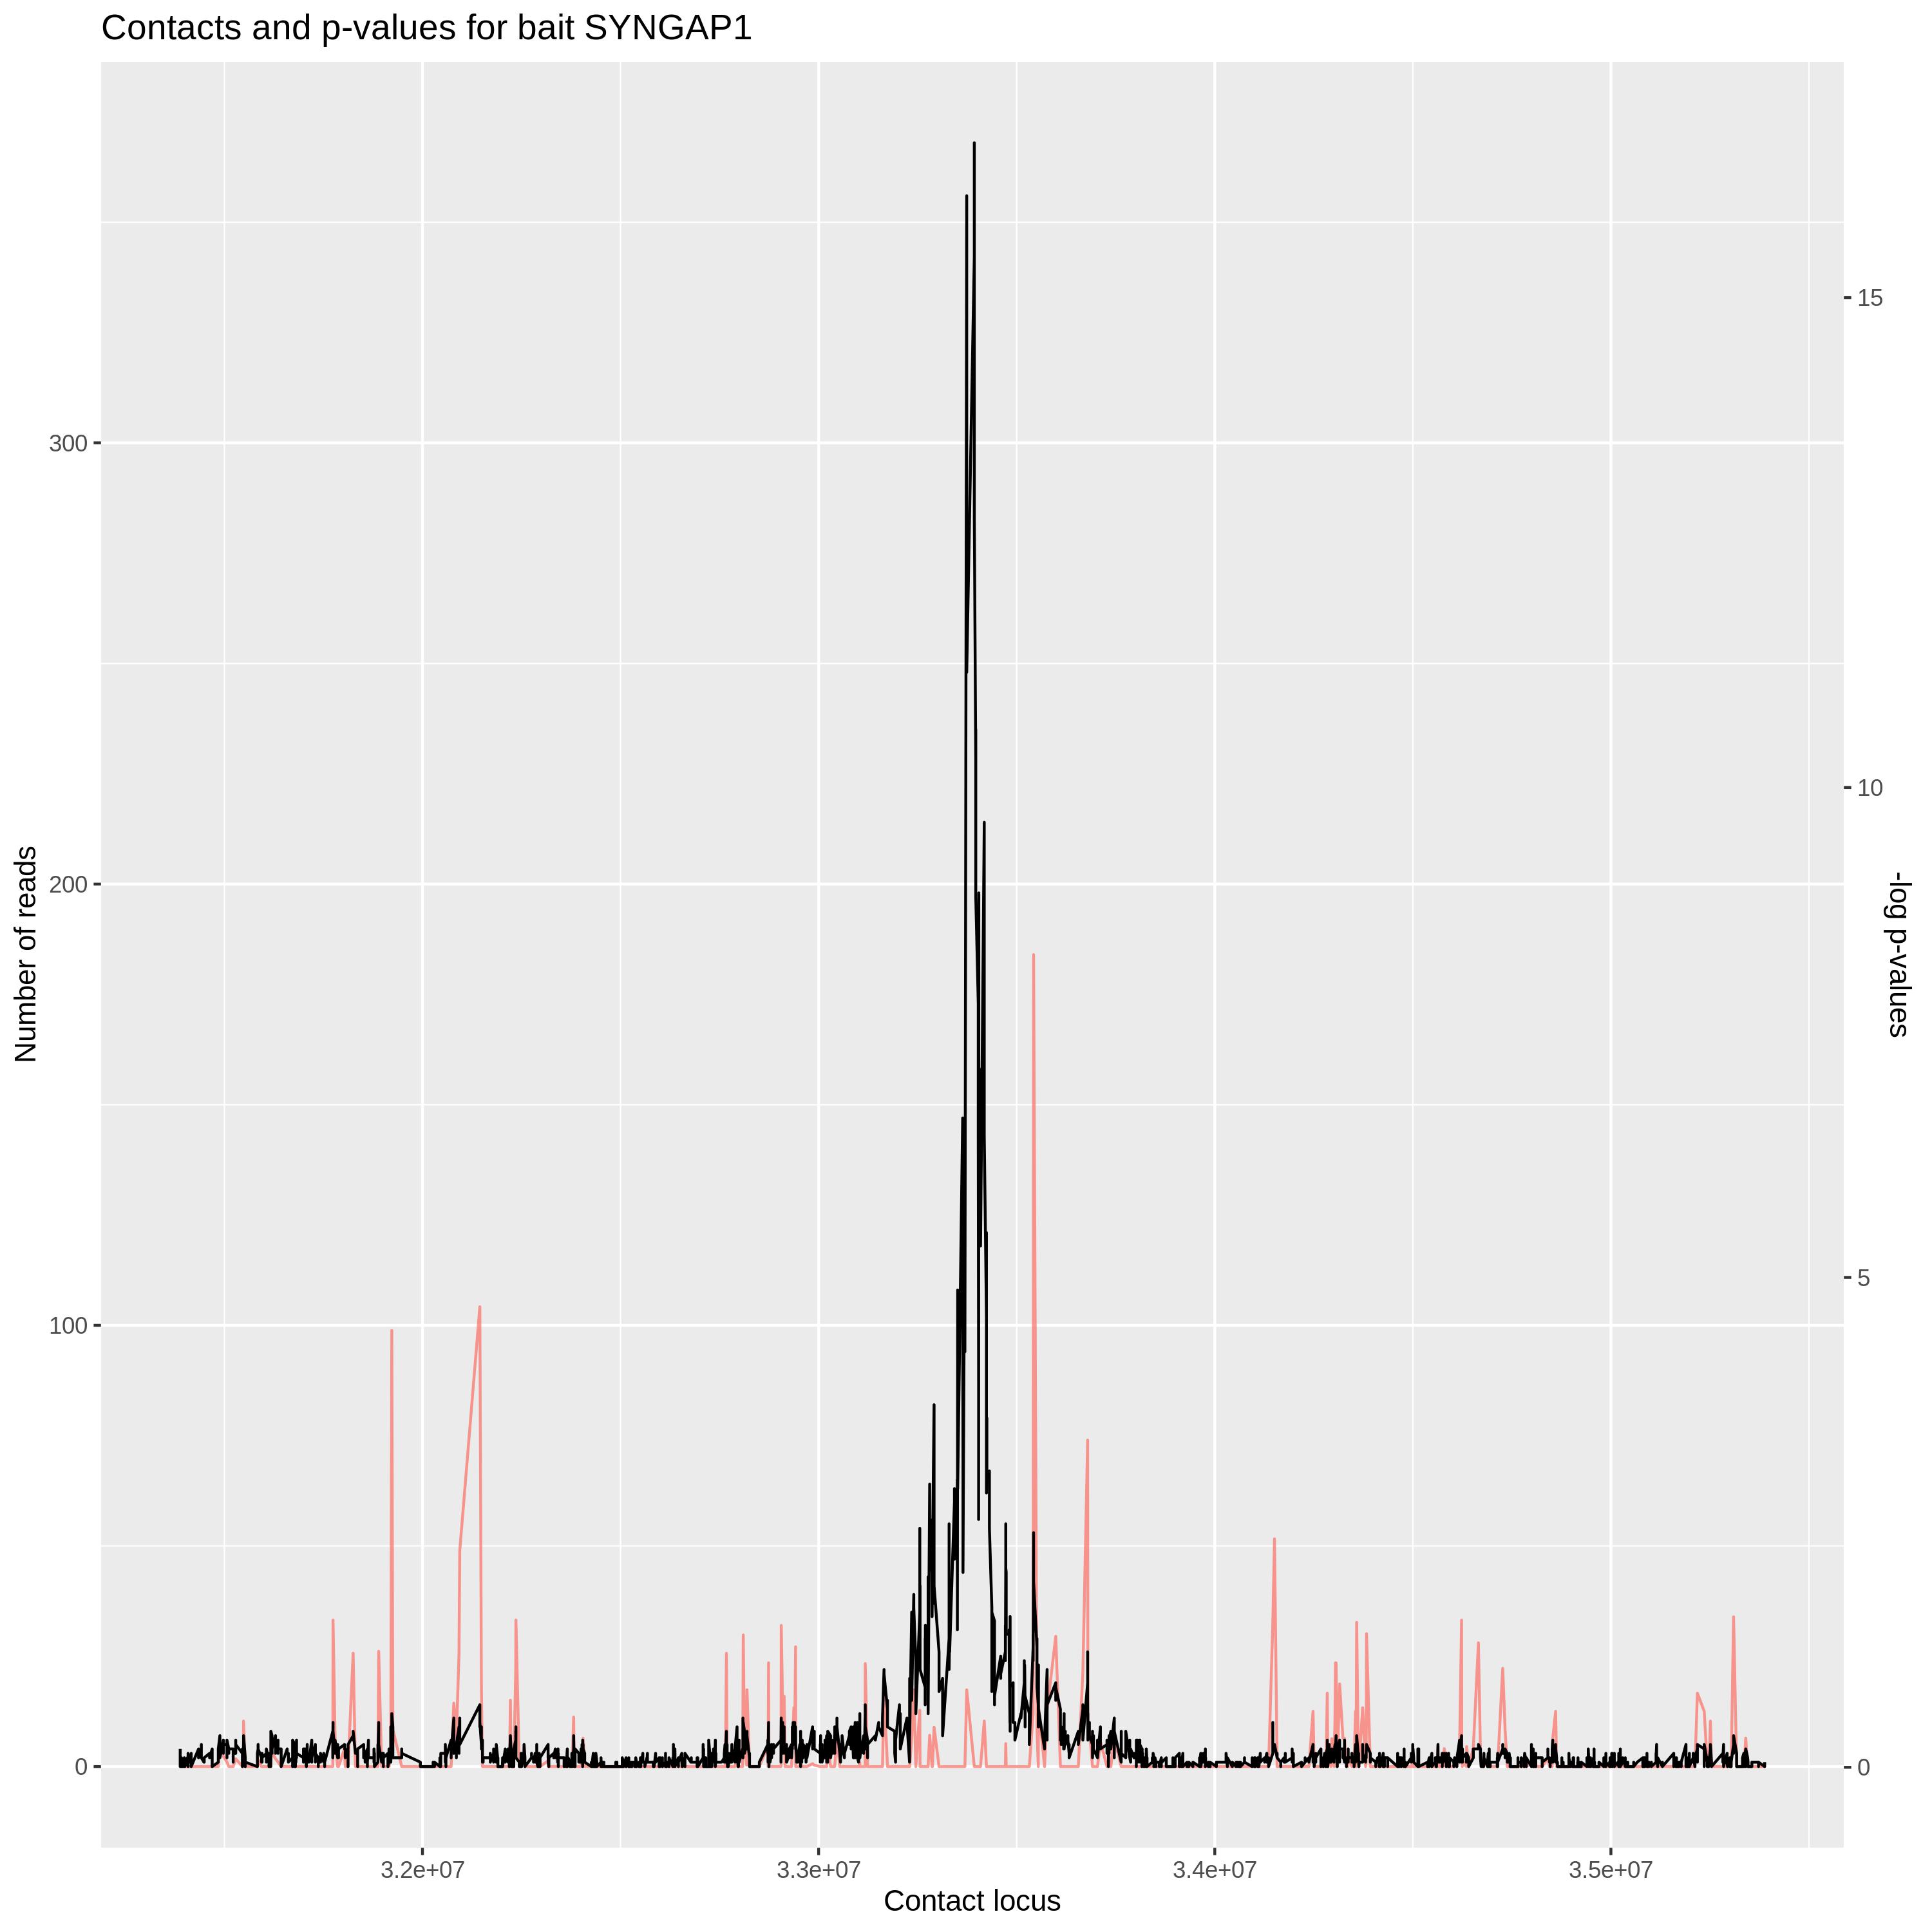 Contacts and p-values for bait SYNGAP1
Number of reads
300
200
100
0
15
10
5
0
-log p-values
3.2e+07 3.3e+07 3.4e+07 3.5e+07
Contact locus